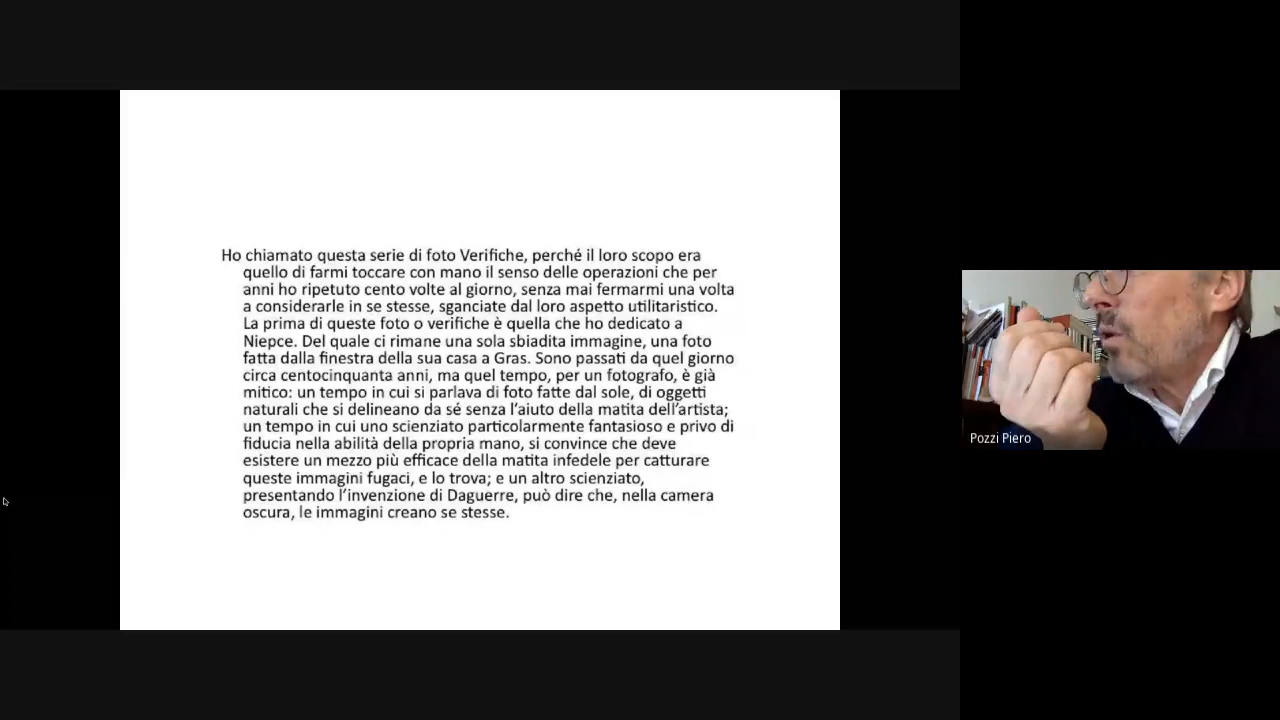 Ho chiamato questa serie di foto Verifiche, perché il loro scopo era
quello di farmi toccare con mano il senso delle operazioni che per
anni ho ripetuto cento volte al giorno, senza mai fermarmi una volta
a considerarle in se stesse, sganciate dal loro aspetto utilitaristico.
La prima di queste foto o verifiche è quella che ho dedicato a
Niepce. Del quale ci rimane una sola sbiadita immagine, una foto
fatta dalla finestra della sua casa a Gras. Sono passati da quel giorno
circa centocinquanta anni, ma quel tempo, per un fotografo, è già
mitico: un tempo in cui si parlava di foto fatte dal sole, di oggetti
naturali che si delineano da sé senza l'aiuto della matita dell'artista;
un tempo in cui uno scienziato particolarmente fantasioso e privo di
fiducia nella abilità della propria mano, si convince che deve
esistere un mezzo più efficace della matita infedele per catturare
queste immagini fugaci, e lo trova; e un altro scienziato,
presentando l'invenzione di Daguerre, può dire che, nella camera
oscura, le immagini creano se stesse.
Pozzi Piero